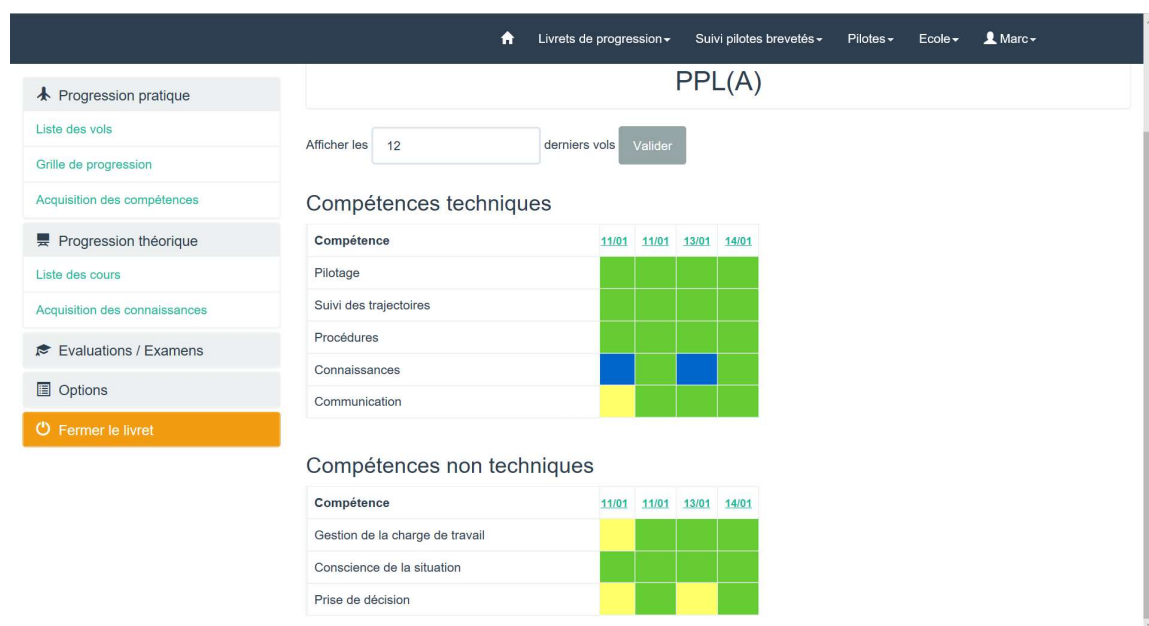 Livrets de progression Suivi pilotes brevetés Pilotes Ecole Marc
PPL(A)
Progression pratique
Liste des vols
Grille de progression
Acquisition des compétences
Progression théorique
Liste des cours
Acquisition des connaissances
Evaluations / Examens
Options
Fermer le livret
Afficher les 12 derniers vols Valider
Compétences techniques
Compétence 11/01 11/01 13/01 14/01
Pilotage
Suivi des trajectoires
Procédures
Connaissances
Communication
Compétences non techniques
Compétence 11/01 11/01 13/01 14/01
Gestion de la charge de travail
Conscience de la situation
Prise de décision